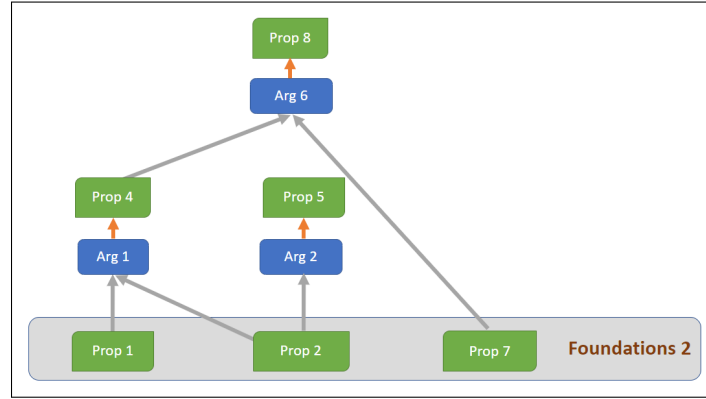 Prop 8
Arg 6
Prop 4
Prop 5
Arg 1
Arg 2
Prop 1
Prop 2
Prop 7
Foundations 2